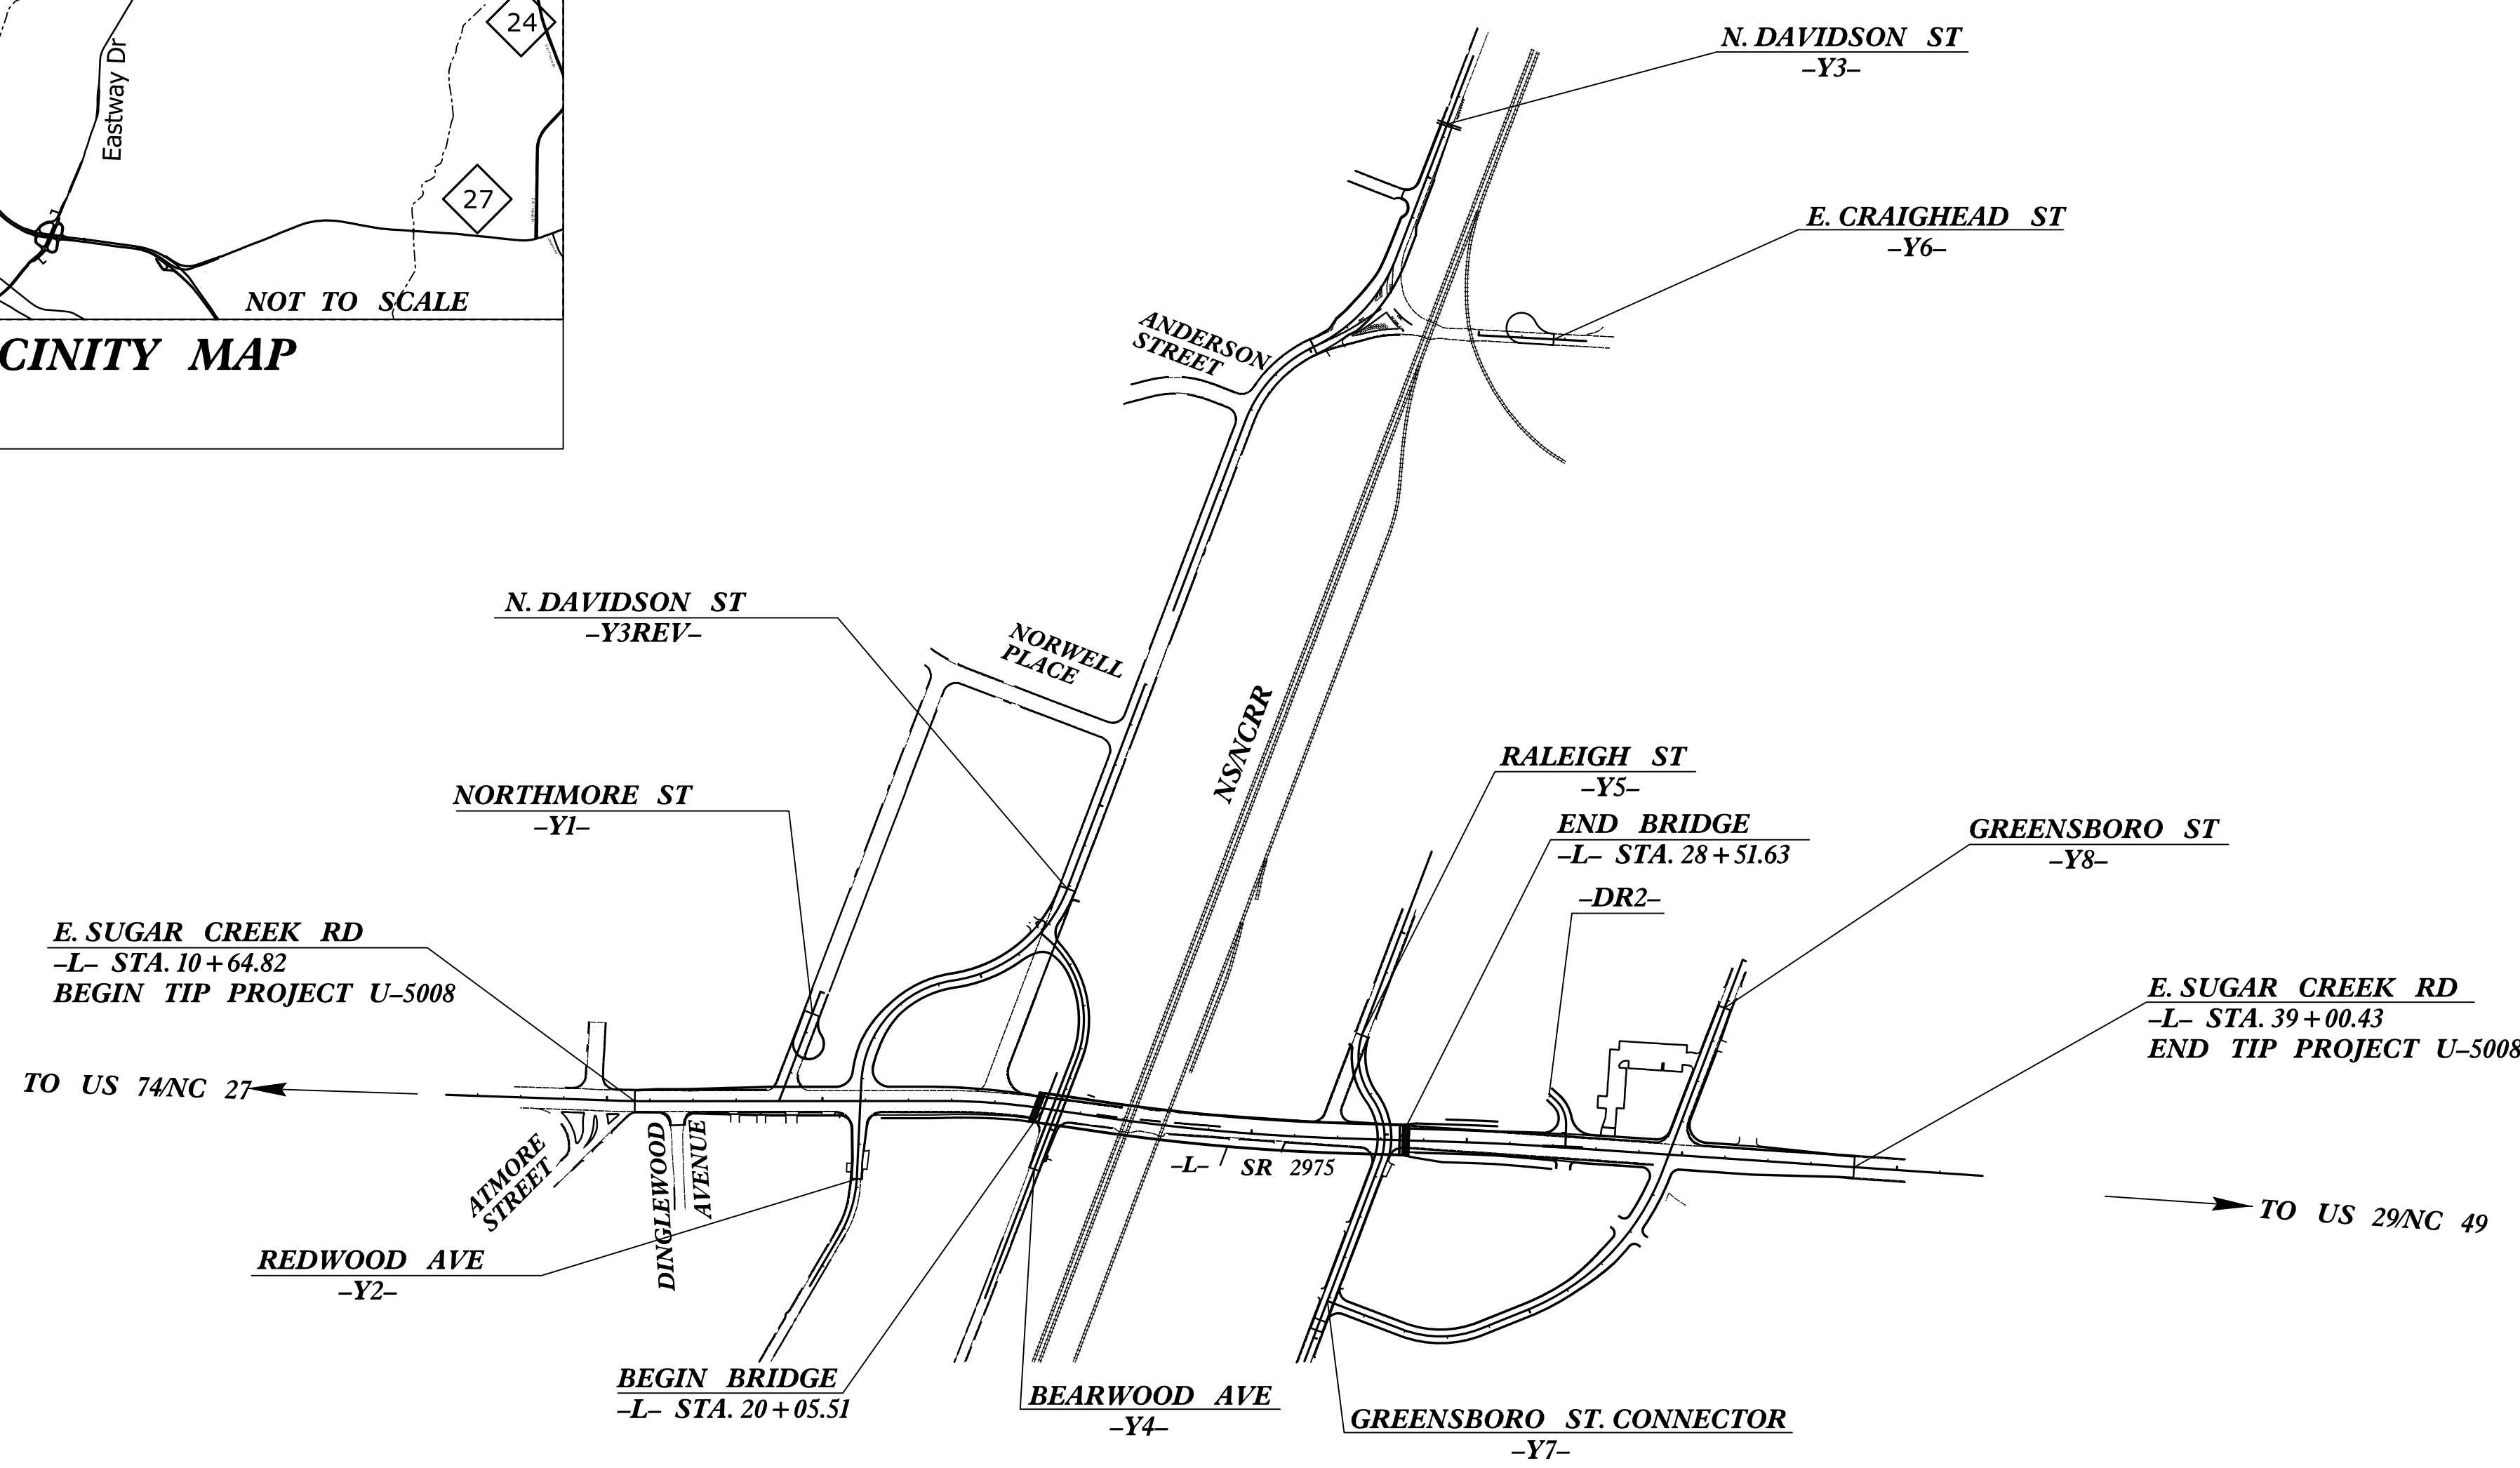 24
Eastway Dr
27
NOT TO SCALE
CINITY MAP
N. DAVIDSON ST
–Y3–
E. CRAIGHEAD ST
–Y6–
ANDERSON
STREET
N. DAVIDSON ST
–Y3REV–
NORWELL
PLACE
NS/NCRR
NORTHMORE ST
–Y1–
RALEIGH ST
–Y5–
END BRIDGE
–L– STA. 28+51.63
GREENSBORO ST
–Y8–
–DR2–
E. SUGAR CREEK RD
–L– STA. 10+64.82
BEGIN TIP PROJECT U–5008
E. SUGAR CREEK RD
–L– STA. 39+00.43
END TIP PROJECT U–5008
TO US 74/NC 27
ATMORE
STREET
DINGLEWOOD
AVENUE
–L– SR 2975
TO US 29/NC 49
REDWOOD AVE
–Y2–
BEGIN BRIDGE
–L– STA. 20+05.51
BEARWOOD AVE
–Y4–
GREENSBORO ST. CONNECTOR
–Y7–